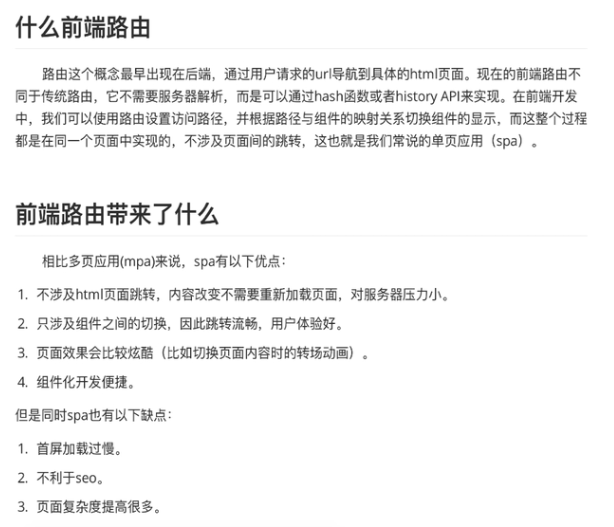 什么前端路由
路由这个概念最早出现在后端，通过用户请求的url导航到具体的html页面。现在的前端路由不
同于传统路由，它不需要服务器解析，而是可以通过hash函数或者history API来实现。在前端开发
中，我们可以使用路由设置访问路径，并根据路径与组件的映射关系切换组件的显示，而这整个过程
都是在同一个页面中实现的，不涉及页面间的跳转，这也就是我们常说的单页应用（spa）。
前端路由带来了什么
相比多页应用(mpa)来说，spa有以下优点：
1. 不涉及html页面跳转，内容改变不需要重新加载页面，对服务器压力小。
2. 只涉及组件之间的切换，因此跳转流畅，用户体验好。
3. 页面效果会比较炫酷（比如切换页面内容时的转场动画）。
4. 组件化开发便捷。
但是同时spa也有以下缺点：
1. 首屏加载过慢。
2. 不利于seo。
3. 页面复杂度提高很多。